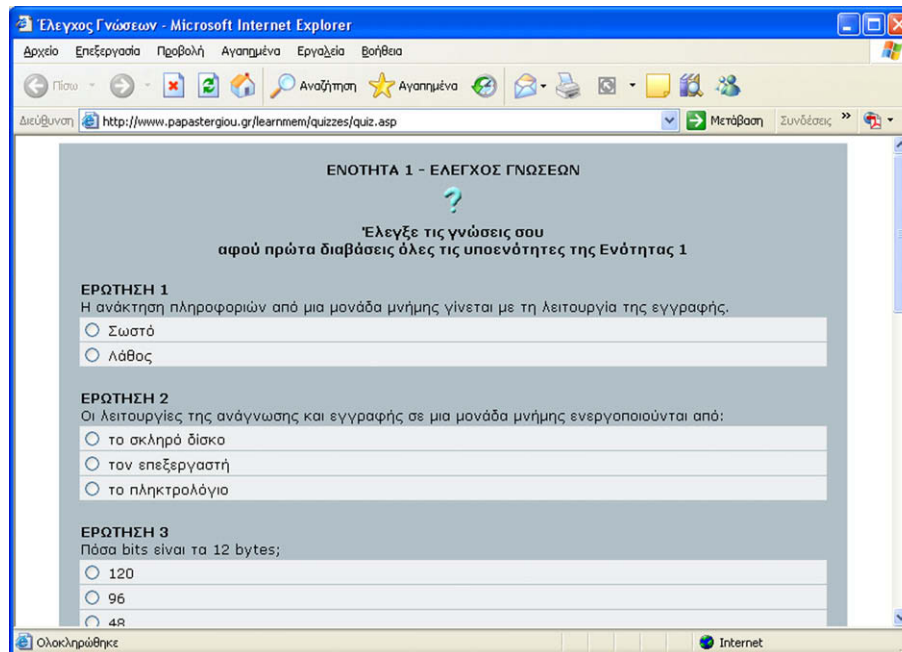 Έλεγχος Γνώσεων - Microsoft Internet Explorer
Αρχείο Επεξεργασία Προβολή Αγαπημένα Εργαλεία Βοήθεια
Πίσω Αναζήτηση Αγαπημένα
Διεύθυνση http://www.papastergiou.gr/learnmem/quizzes/quiz.asp Μετάβαση Συνδέσεις »
ΕΝΟΤΗΤΑ 1 - ΕΛΕΓΧΟΣ ΓΝΩΣΕΩΝ
?
Έλεγξε τις γνώσεις σου
αφού πρώτα διαβάσεις όλες τις υποενότητες της Ενότητας 1
ΕΡΩΤΗΣΗ 1
Η ανάκτηση πληροφοριών από μια μονάδα μνήμης γίνεται με τη λειτουργία της εγγραφής.
Σωστό
Λάθος
ΕΡΩΤΗΣΗ 2
Οι λειτουργίες της ανάγνωσης και εγγραφής σε μια μονάδα μνήμης ενεργοποιούνται από:
το σκληρό δίσκο
τον επεξεργαστή
το πληκτρολόγιο
ΕΡΩΤΗΣΗ 3
Πόσα bits είναι τα 12 bytes;
120
96
48
Ολοκληρώθηκε Internet